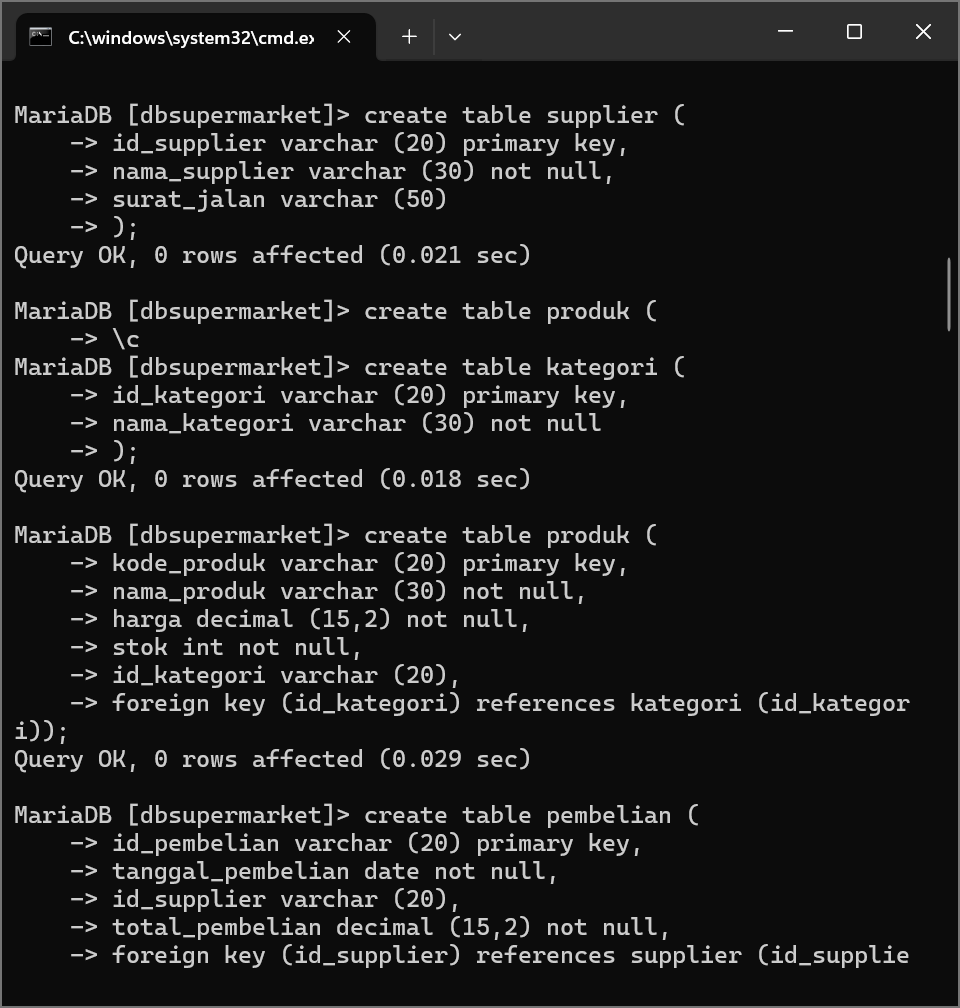 C:\windows\system32\cmd.ex
MariaDB [dbsupermarket]> create table supplier (
    -> id_supplier varchar (20) primary key,
    -> nama_supplier varchar (30) not null,
    -> surat_jalan varchar (50)
    -> );
Query OK, 0 rows affected (0.021 sec)
MariaDB [dbsupermarket]> create table produk (
    -> \c
MariaDB [dbsupermarket]> create table kategori (
    -> id_kategori varchar (20) primary key,
    -> nama_kategori varchar (30) not null
    -> );
Query OK, 0 rows affected (0.018 sec)
MariaDB [dbsupermarket]> create table produk (
    -> kode_produk varchar (20) primary key,
    -> nama_produk varchar (30) not null,
    -> harga decimal (15,2) not null,
    -> stok int not null,
    -> id_kategori varchar (20),
    -> foreign key (id_kategori) references kategori (id_kategor
i));
Query OK, 0 rows affected (0.029 sec)
MariaDB [dbsupermarket]> create table pembelian (
    -> id_pembelian varchar (20) primary key,
    -> tanggal_pembelian date not null,
    -> id_supplier varchar (20),
    -> total_pembelian decimal (15,2) not null,
    -> foreign key (id_supplier) references supplier (id_supplie